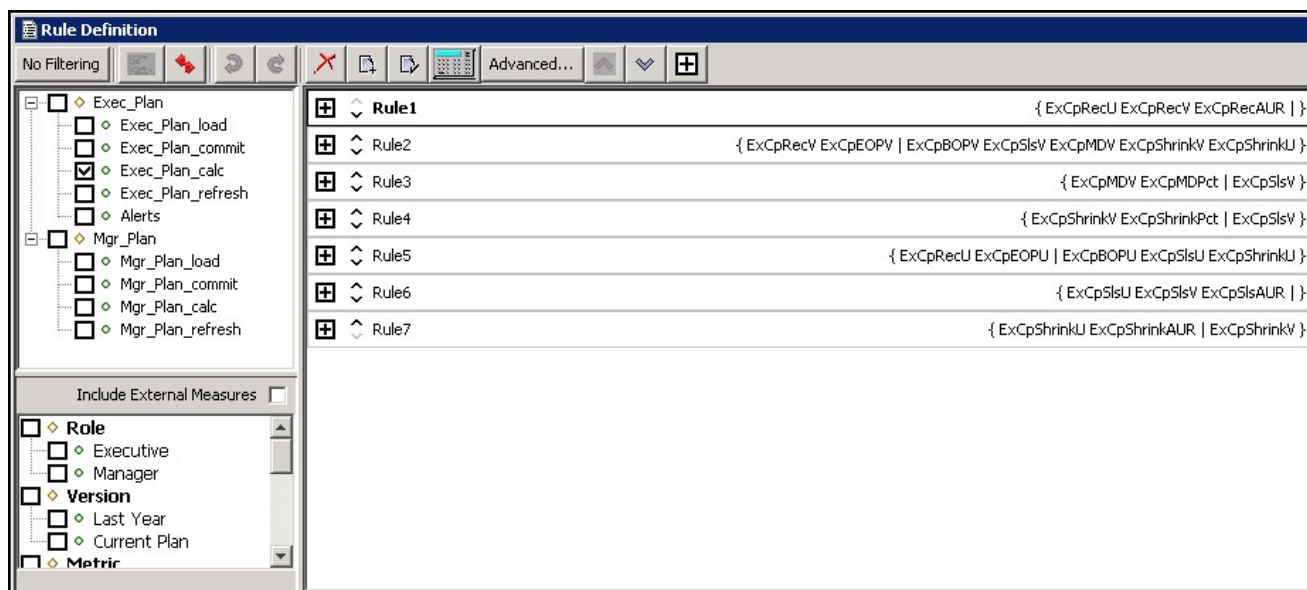 Rule Definition
No Filtering Advanced...
Exec_Plan
Exec_Plan_load
Exec_Plan_commit
Exec_Plan_calc
Exec_Plan_refresh
Alerts
Mgr_Plan
Mgr_Plan_load
Mgr_Plan_commit
Mgr_Plan_calc
Mgr_Plan_refresh
Include External Measures
Role
Executive
Manager
Version
Last Year
Current Plan
Metric
Rule1 { ExCpRecU ExCpRecV ExCpRecAUR | }
Rule2 { ExCpRecV ExCpEOPV | ExCpBOPV ExCpSlsV ExCpMDV ExCpShrinkV ExCpShrinkU }
Rule3 { ExCpMDV ExCpMDPct | ExCpSlsV }
Rule4 { ExCpShrinkV ExCpShrinkPct | ExCpSlsV }
Rule5 { ExCpRecU ExCpEOPU | ExCpBOPU ExCpSlsU ExCpShrinkU }
Rule6 { ExCpSlsU ExCpSlsV ExCpSlsAUR | }
Rule7 { ExCpShrinkU ExCpShrinkAUR | ExCpShrinkV }